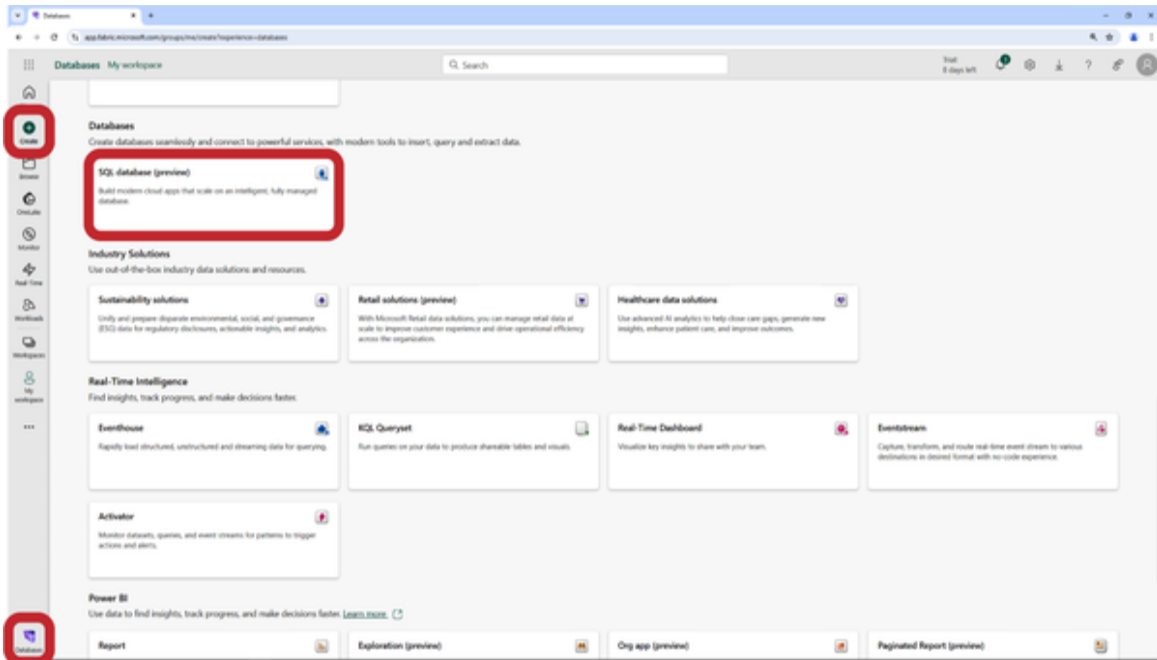 Databases
app.fabric.microsoft.com/groups/me/create?experience=databases
Databases My workspace
Search
Trial:
8 days left
Create
Browse
OneLake
Monitor
Real-Time
Workloads
Workspaces
My
workspace
Databases
Databases
Create databases seamlessly and connect to powerful services, with modern tools to insert, query and extract data.
SQL database (preview)
Build modern cloud apps that scale on an intelligent, fully managed
database.
Industry Solutions
Use out-of-the-box industry data solutions and resources.
Sustainability solutions
Unify and prepare disparate environmental, social, and governance
(ESG) data for regulatory disclosures, actionable insights, and analytics.
Retail solutions (preview)
With Microsoft Retail data solutions, you can manage retail data at
scale to improve customer experience and drive operational efficiency
across the organization.
Healthcare data solutions
Use advanced AI analytics to help close care gaps, generate new
insights, enhance patient care, and improve outcomes.
Real-Time Intelligence
Find insights, track progress, and make decisions faster.
Eventhouse
Rapidly load structured, unstructured and streaming data for querying.
KQL Queryset
Run queries on your data to produce shareable tables and visuals.
Real-Time Dashboard
Visualize key insights to share with your team.
Eventstream
Capture, transform, and route real-time event stream to various
destinations in desired format with no-code experience.
Activator
Monitor datasets, queries, and event streams for patterns to trigger
actions and alerts.
Power BI
Use data to find insights, track progress, and make decisions faster. Learn more
Report
Exploration (preview)
Org app (preview)
Paginated Report (preview)